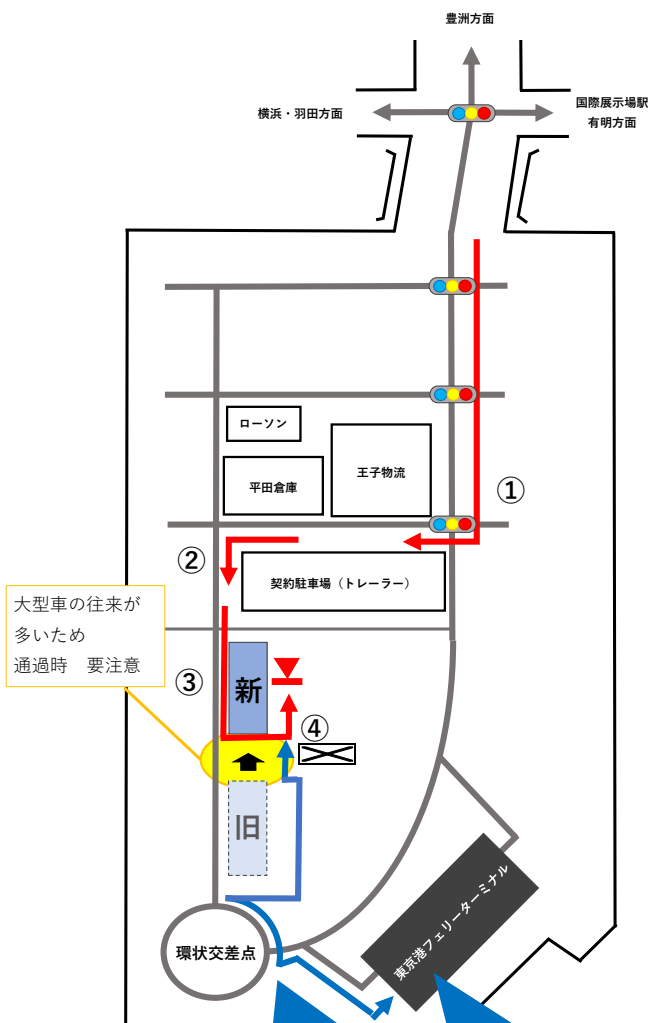 豊洲方面
横浜・羽田方面
国際展示場駅
有明方面
ローソン
王子物流
平田倉庫
①
②
契約駐車場（トレーラー）
大型車の往来が
多いため
通過時　要注意
③
新
④
旧
東京港フェリーターミナル
環状交差点